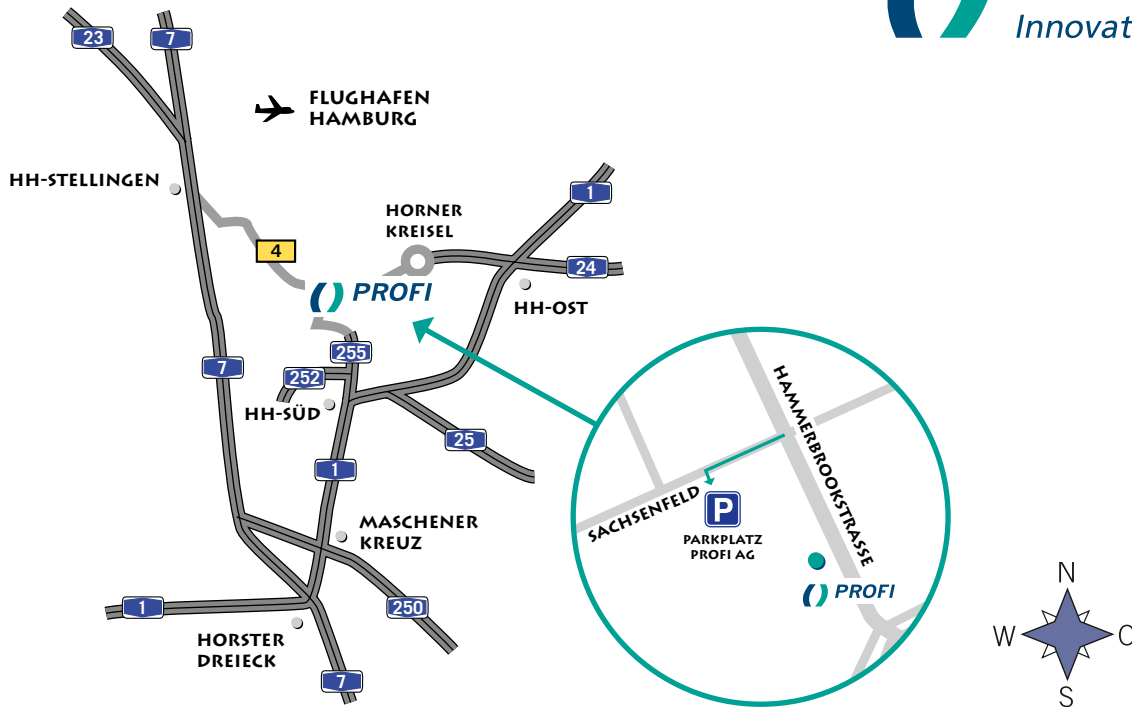 Innovat
23
7
FLUGHAFEN
HAMBURG
HH-STELLINGEN
1
HORNER
KREISEL
4
24
PROFI
HH-OST
255
7
252
HH-SÜD
25
1
HAMMERBROOKSTRASSE
SACHSENFELD
P
PARKPLATZ
PROFI AG
MASCHENER
KREUZ
PROFI
N
W
S
1
250
HORSTER
DREIECK
7